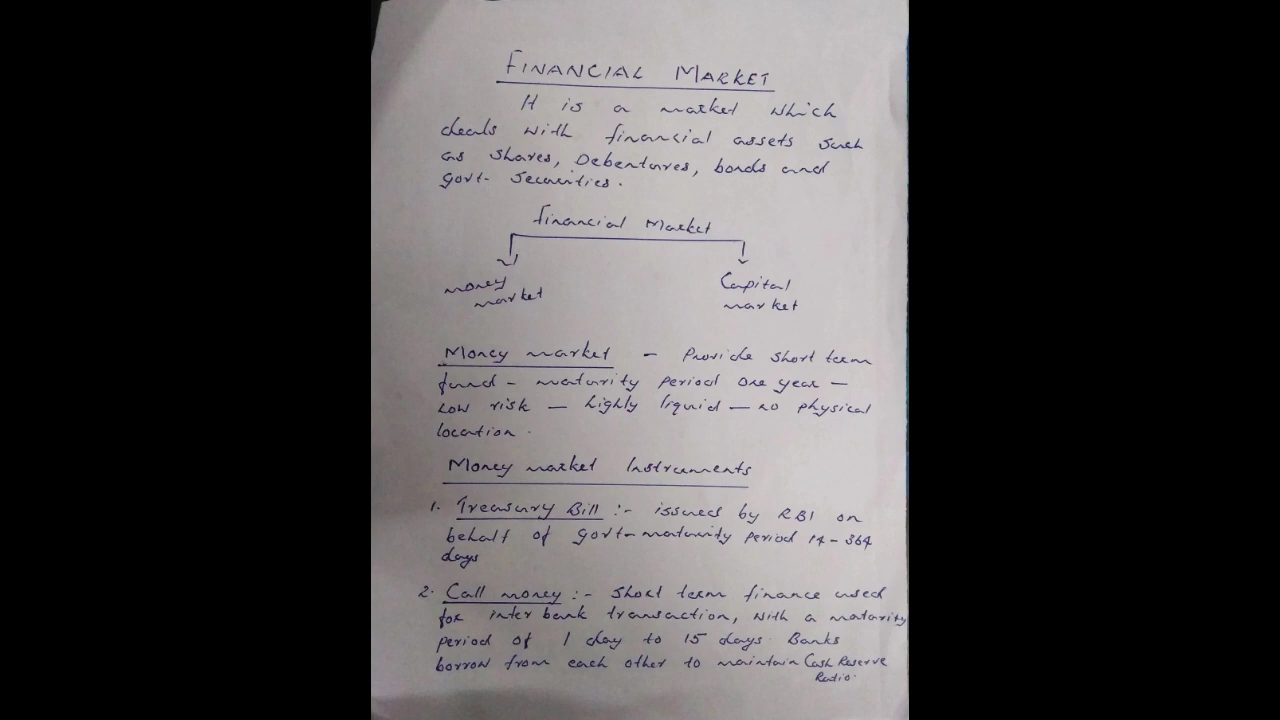 FINANCIAL MARKET
It is a market which
deals with financial assets such
as shares, Debentures, bonds and
govt- securities.
financial Market
money
market
Capital
market
Money market - Provide short term
fund - maturity period one year -
Low risk - highly liquid - no physical
location.
Money market Instruments
1. Treasury Bill :- issued by RBI on
behalf of govt-maturity period 14-364
days
2. Call money :- short term finance used
for inter bank transaction, with a maturity
period of 1 day to 15 days. Banks
borrow from each other to maintain Cash Reserve
Ratio.